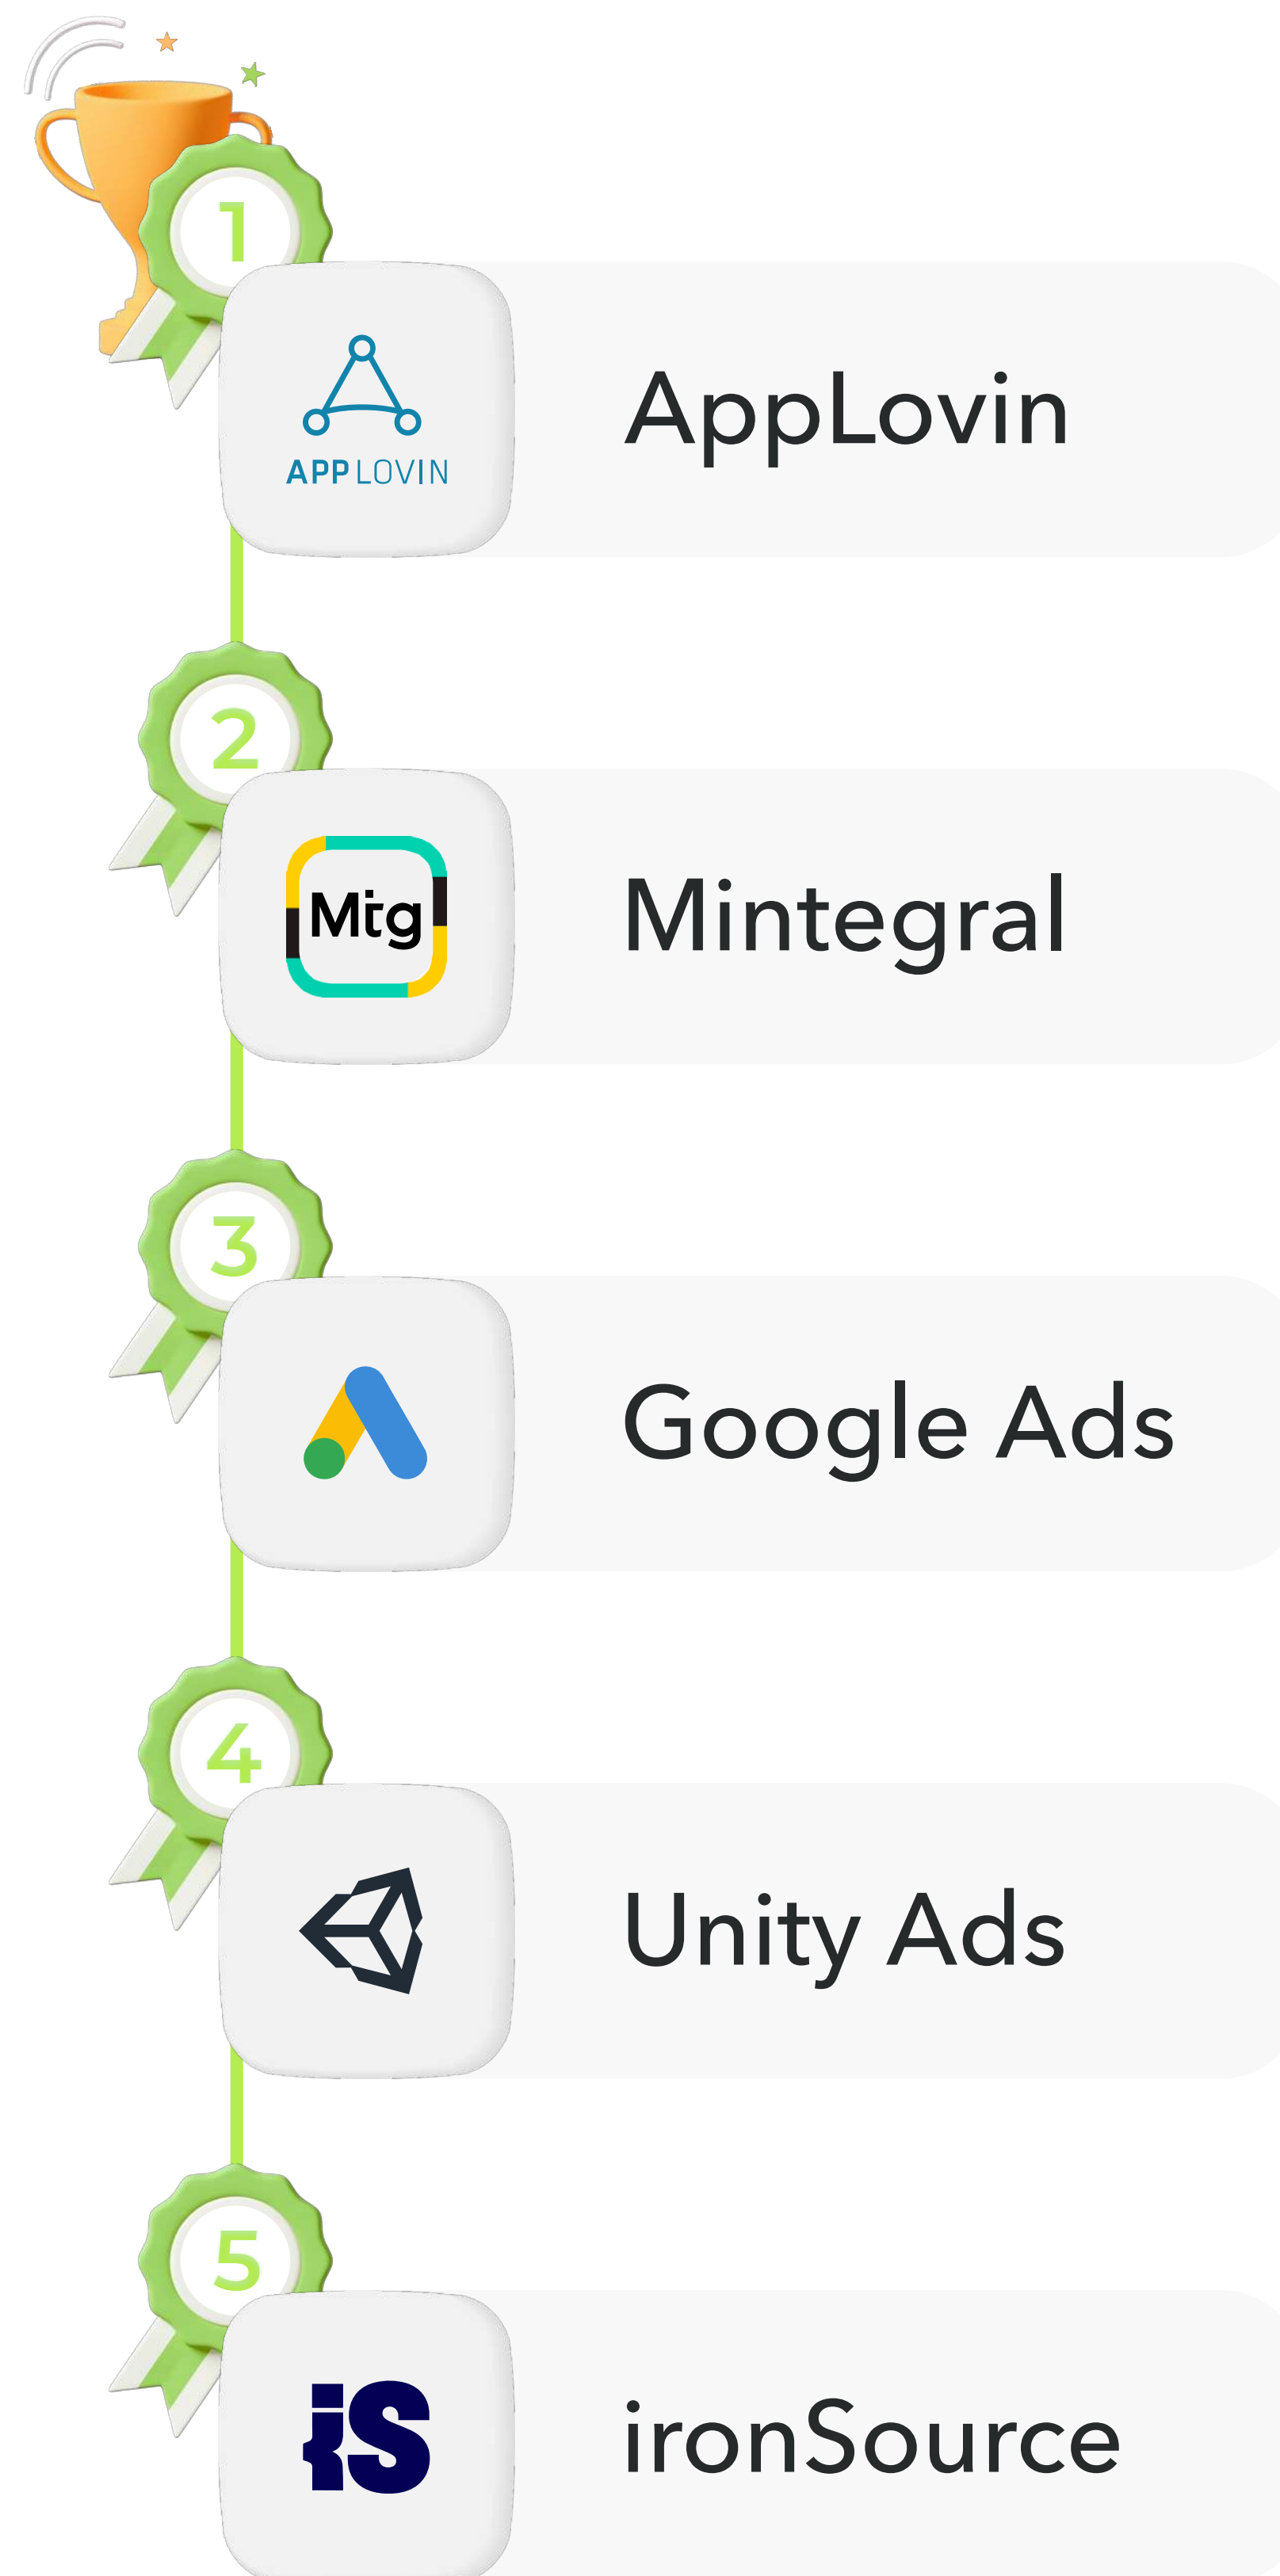 1
APPLOVIN
AppLovin
2
Mtg
Mintegral
3
Google Ads
4
Unity Ads
5
iS
ironSource